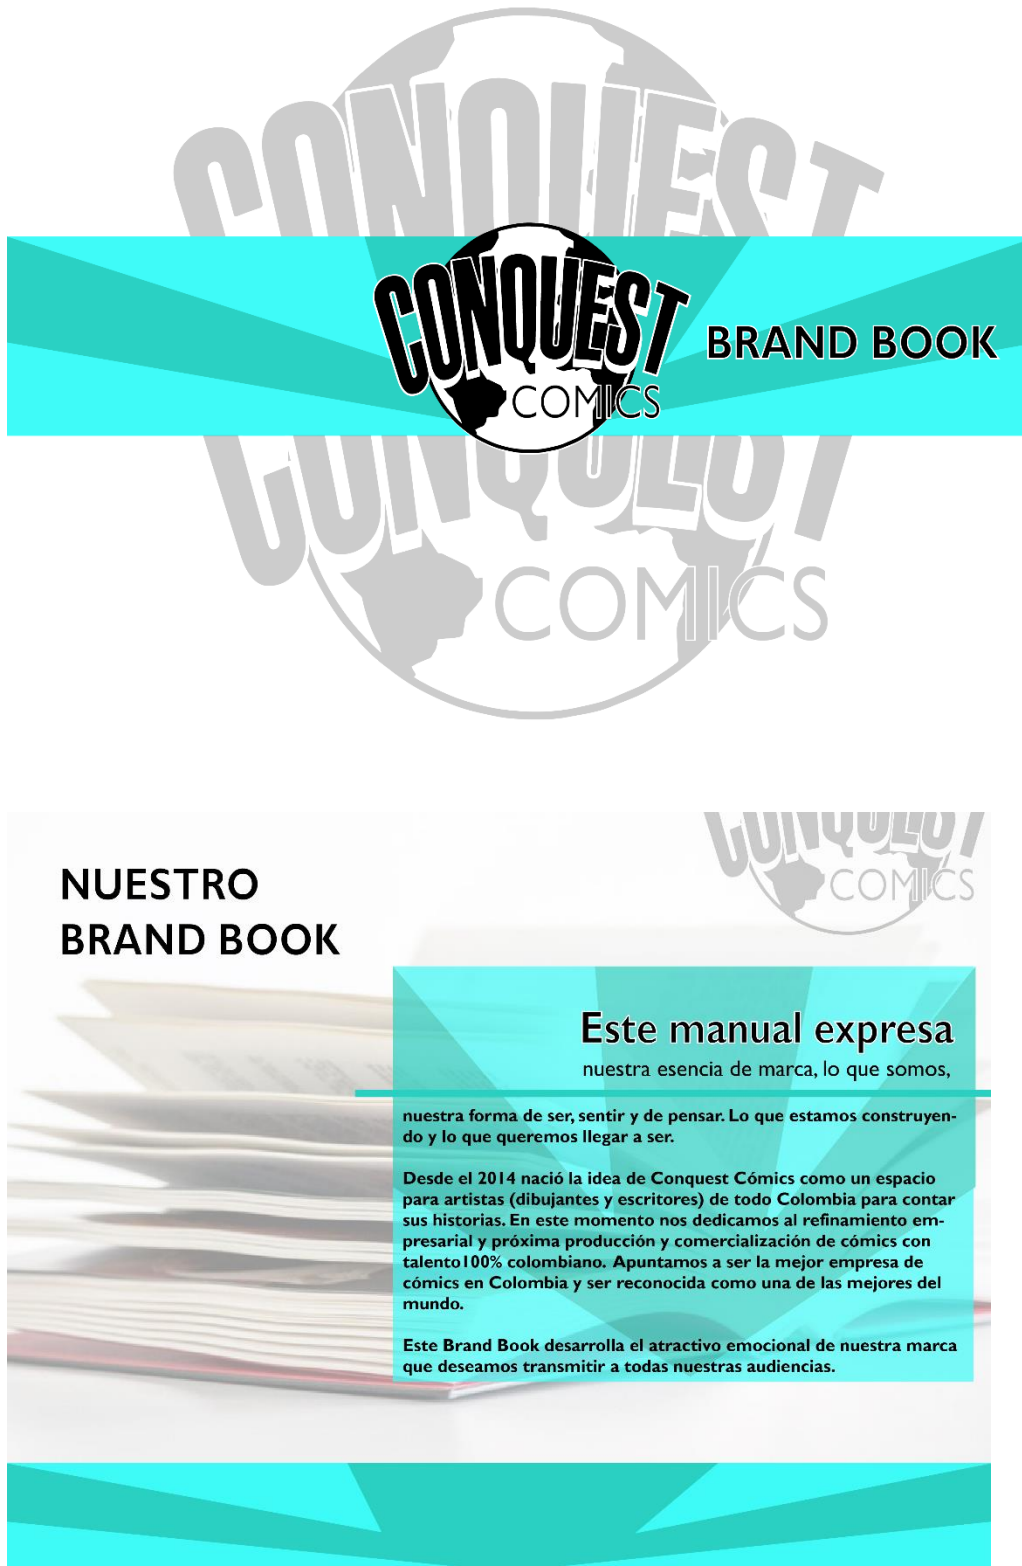 CONQUEST
COMICS
CONQUEST
COMICS
BRAND BOOK
CONQUEST
COMICS
NUESTRO
BRAND BOOK
Este manual expresa
nuestra esencia de marca, lo que somos,
nuestra forma de ser, sentir y de pensar. Lo que estamos construyen-
do y lo que queremos llegar a ser.
Desde el 2014 nació la idea de Conquest Cómics como un espacio
para artistas (dibujantes y escritores) de todo Colombia para contar
sus historias. En este momento nos dedicamos al refinamiento em-
presarial y próxima producción y comercialización de cómics con
talento100% colombiano. Apuntamos a ser la mejor empresa de
cómics en Colombia y ser reconocida como una de las mejores del
mundo.
Este Brand Book desarrolla el atractivo emocional de nuestra marca
que deseamos transmitir a todas nuestras audiencias.